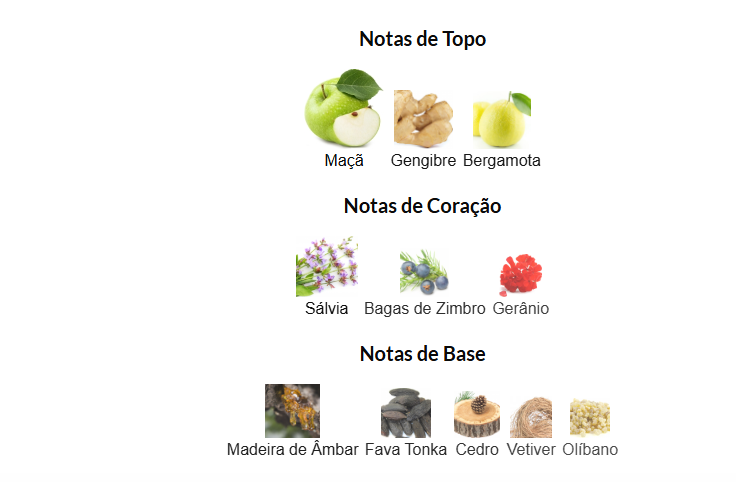 Notas de Topo
Maçã Gengibre Bergamota
Notas de Coração
Sálvia Bagas de Zimbro Gerânio
Notas de Base
Madeira de Âmbar Fava Tonka Cedro Vetiver Olíbano